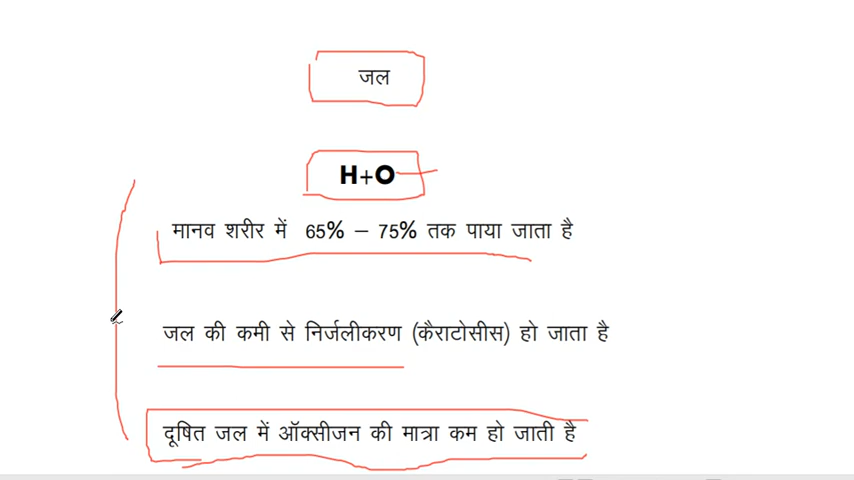 जल
H+O
मानव शरीर में 65% – 75% तक पाया जाता है
जल की कमी से निर्जलीकरण (कैराटोसीस) हो जाता है
दूषित जल में ऑक्सीजन की मात्रा कम हो जाती है